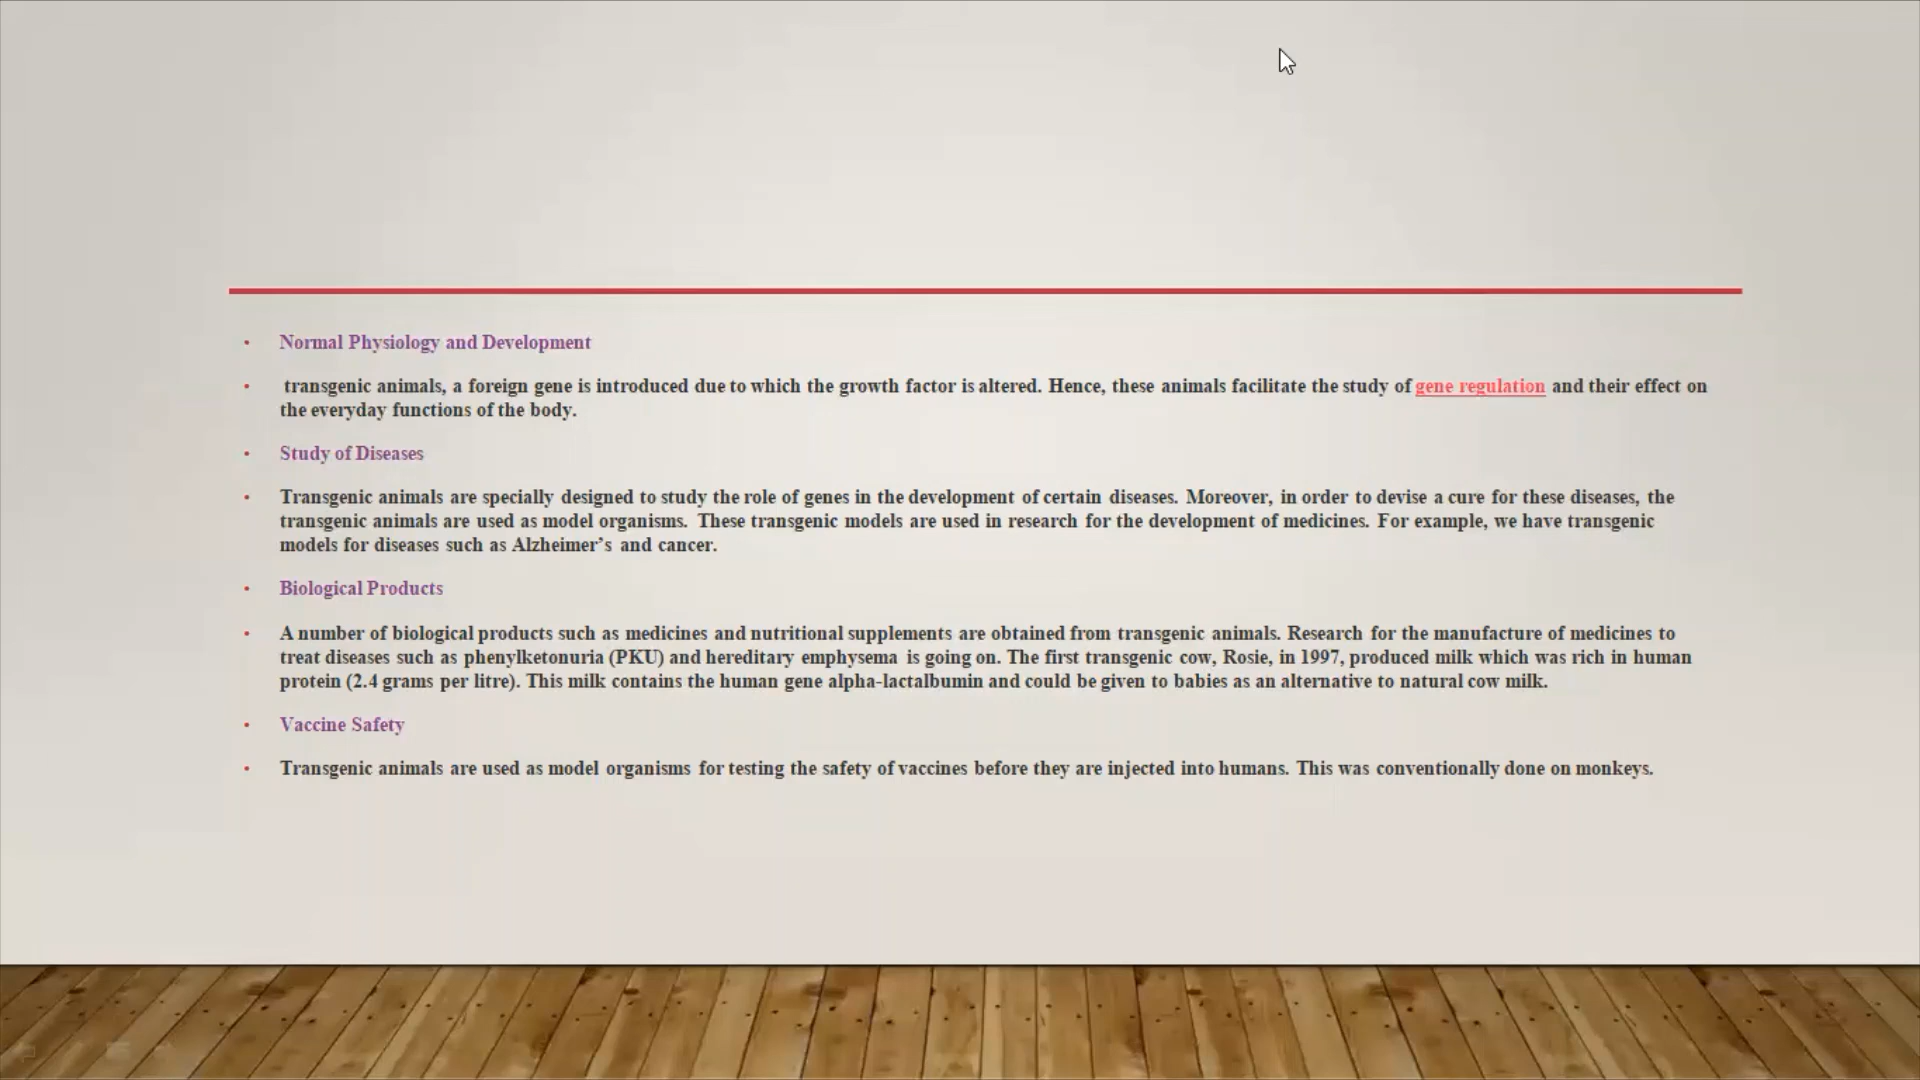 • Normal Physiology and Development
• transgenic animals, a foreign gene is introduced due to which the growth factor is altered. Hence, these animals facilitate the study of gene regulation and their effect on
the everyday functions of the body.
• Study of Diseases
• Transgenic animals are specially designed to study the role of genes in the development of certain diseases. Moreover, in order to devise a cure for these diseases, the
transgenic animals are used as model organisms. These transgenic models are used in research for the development of medicines. For example, we have transgenic
models for diseases such as Alzheimer’s and cancer.
• Biological Products
• A number of biological products such as medicines and nutritional supplements are obtained from transgenic animals. Research for the manufacture of medicines to
treat diseases such as phenylketonuria (PKU) and hereditary emphysema is going on. The first transgenic cow, Rosie, in 1997, produced milk which was rich in human
protein (2.4 grams per litre). This milk contains the human gene alpha-lactalbumin and could be given to babies as an alternative to natural cow milk.
• Vaccine Safety
• Transgenic animals are used as model organisms for testing the safety of vaccines before they are injected into humans. This was conventionally done on monkeys.